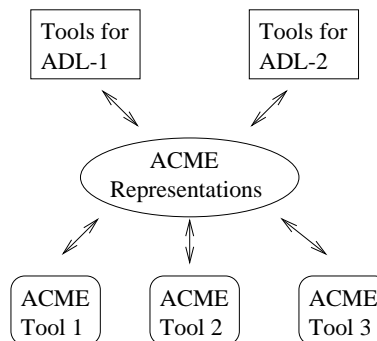 Tools for
ADL-1
Tools for
ADL-2
ACME
Representations
ACME
Tool 1
ACME
Tool 2
ACME
Tool 3